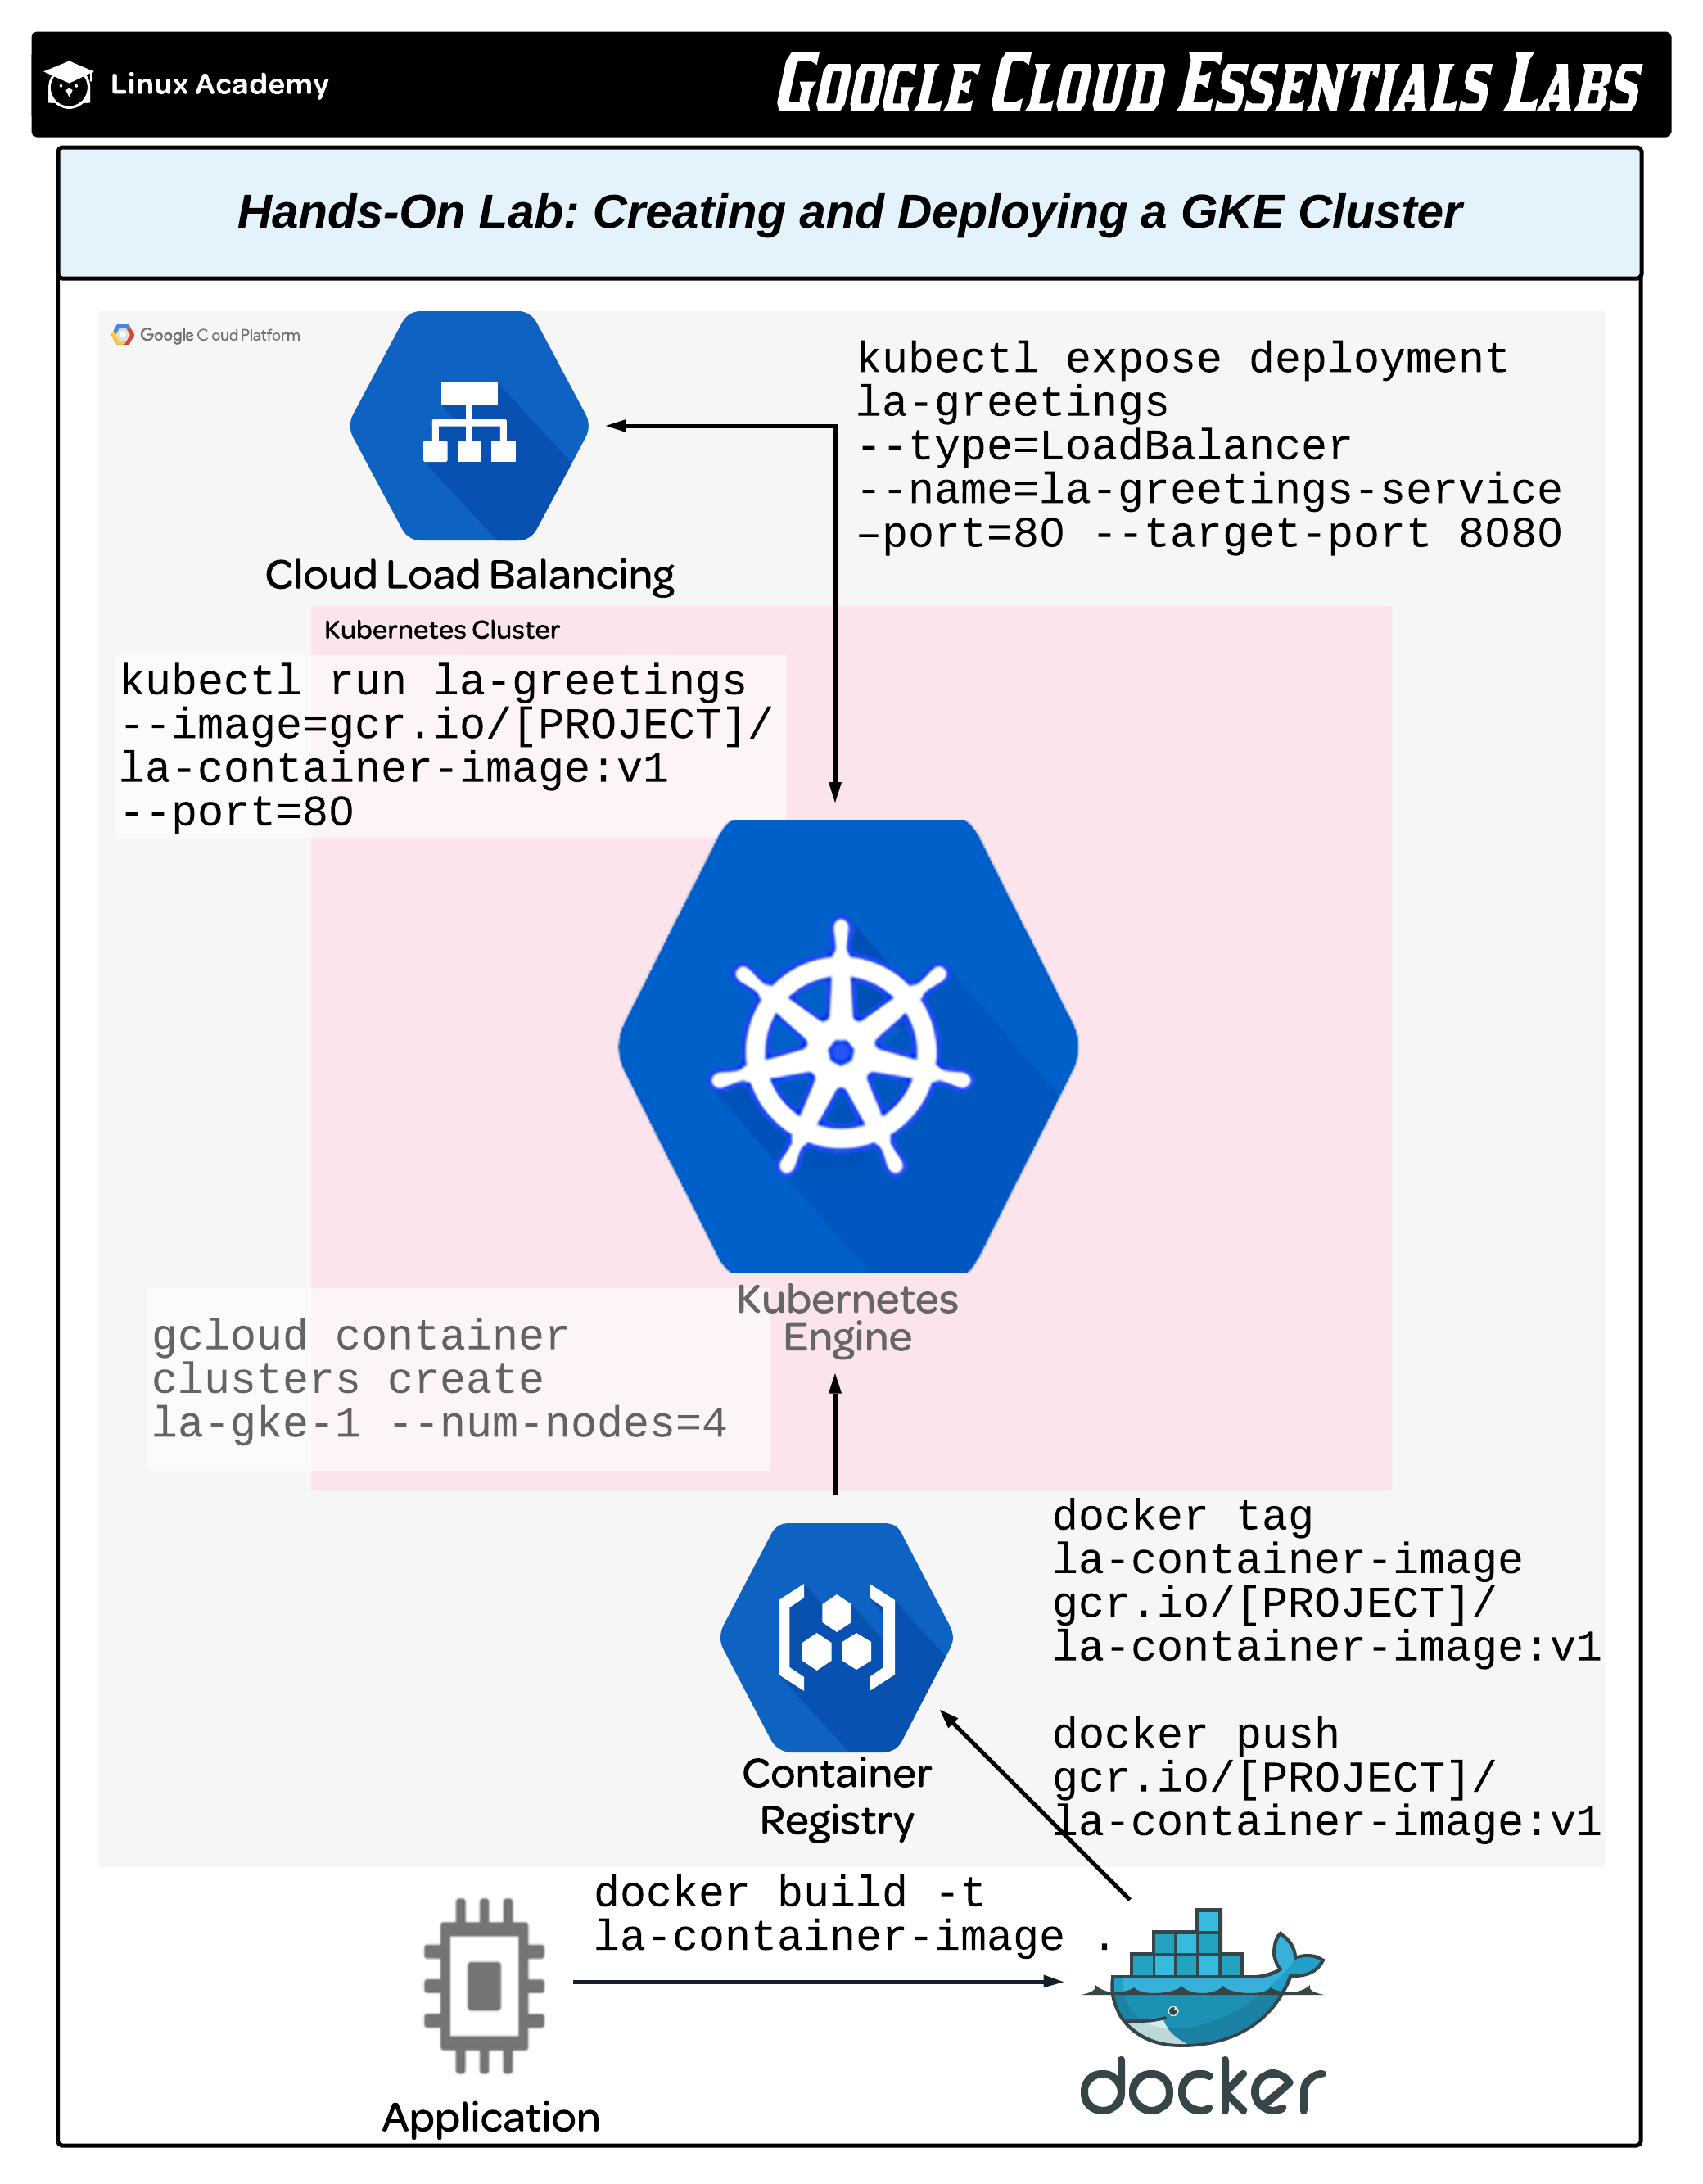 Linux Academy
Google Cloud Essentials Labs
Hands-On Lab: Creating and Deploying a GKE Cluster
Google Cloud Platform
kubectl expose deployment
la-greetings
--type=LoadBalancer
--name=la-greetings-service
–port=80 --target-port 8080
Cloud Load Balancing
Kubernetes Cluster
kubectl run la-greetings
--image=gcr.io/[PROJECT]/
la-container-image:v1
--port=80
Kubernetes
Engine
gcloud container
clusters create
la-gke-1 --num-nodes=4
docker tag
la-container-image
gcr.io/[PROJECT]/
la-container-image:v1
docker push
gcr.io/[PROJECT]/
la-container-image:v1
Container
Registry
docker build -t
la-container-image .
Application
docker